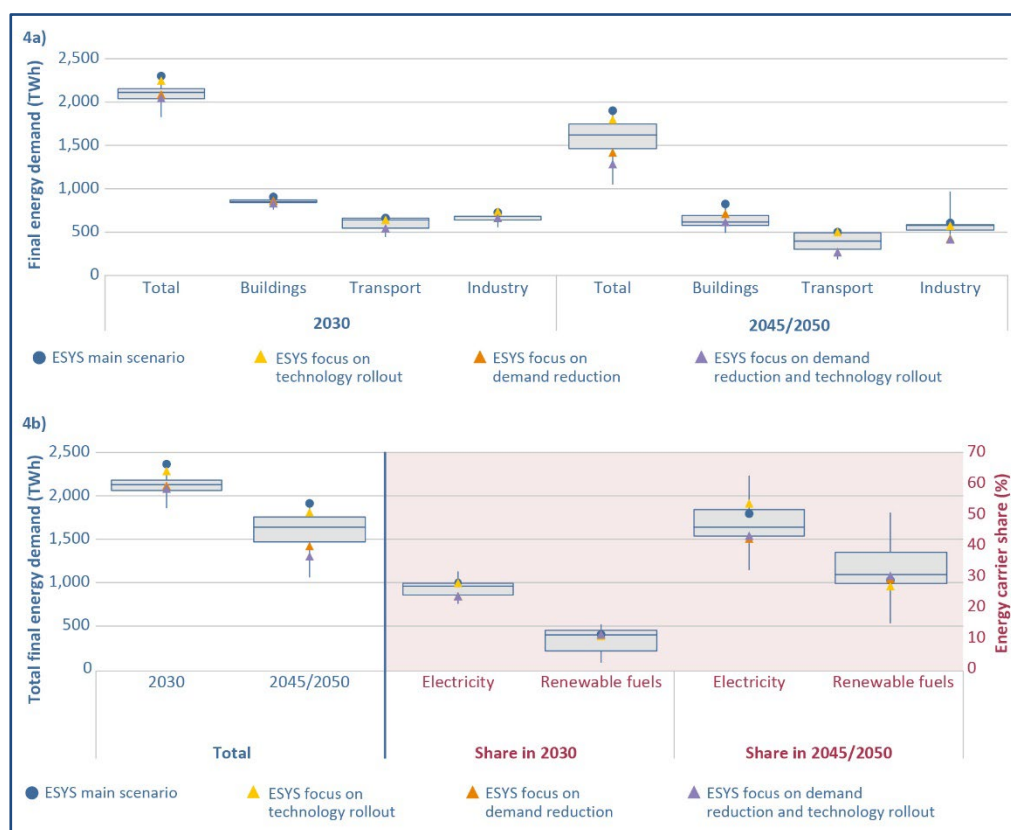 4a)
Final energy demand (TWh)
2,500
2,000
1,500
1,000
500
0
Total Buildings Transport Industry Total Buildings Transport Industry
2030 2045/2050
ESYS main scenario
ESYS focus on
technology rollout
ESYS focus on
demand reduction
ESYS focus on demand
reduction and technology rollout
4b)
Total final energy demand (TWh)
2,500
2,000
1,500
1,000
500
0
70
60
50
40
30
20
10
0
Energy carrier share (%)
2030 2045/2050 Electricity Renewable fuels Electricity Renewable fuels
Total Share in 2030 Share in 2045/2050
ESYS main scenario
ESYS focus on
technology rollout
ESYS focus on
demand reduction
ESYS focus on demand
reduction and technology rollout